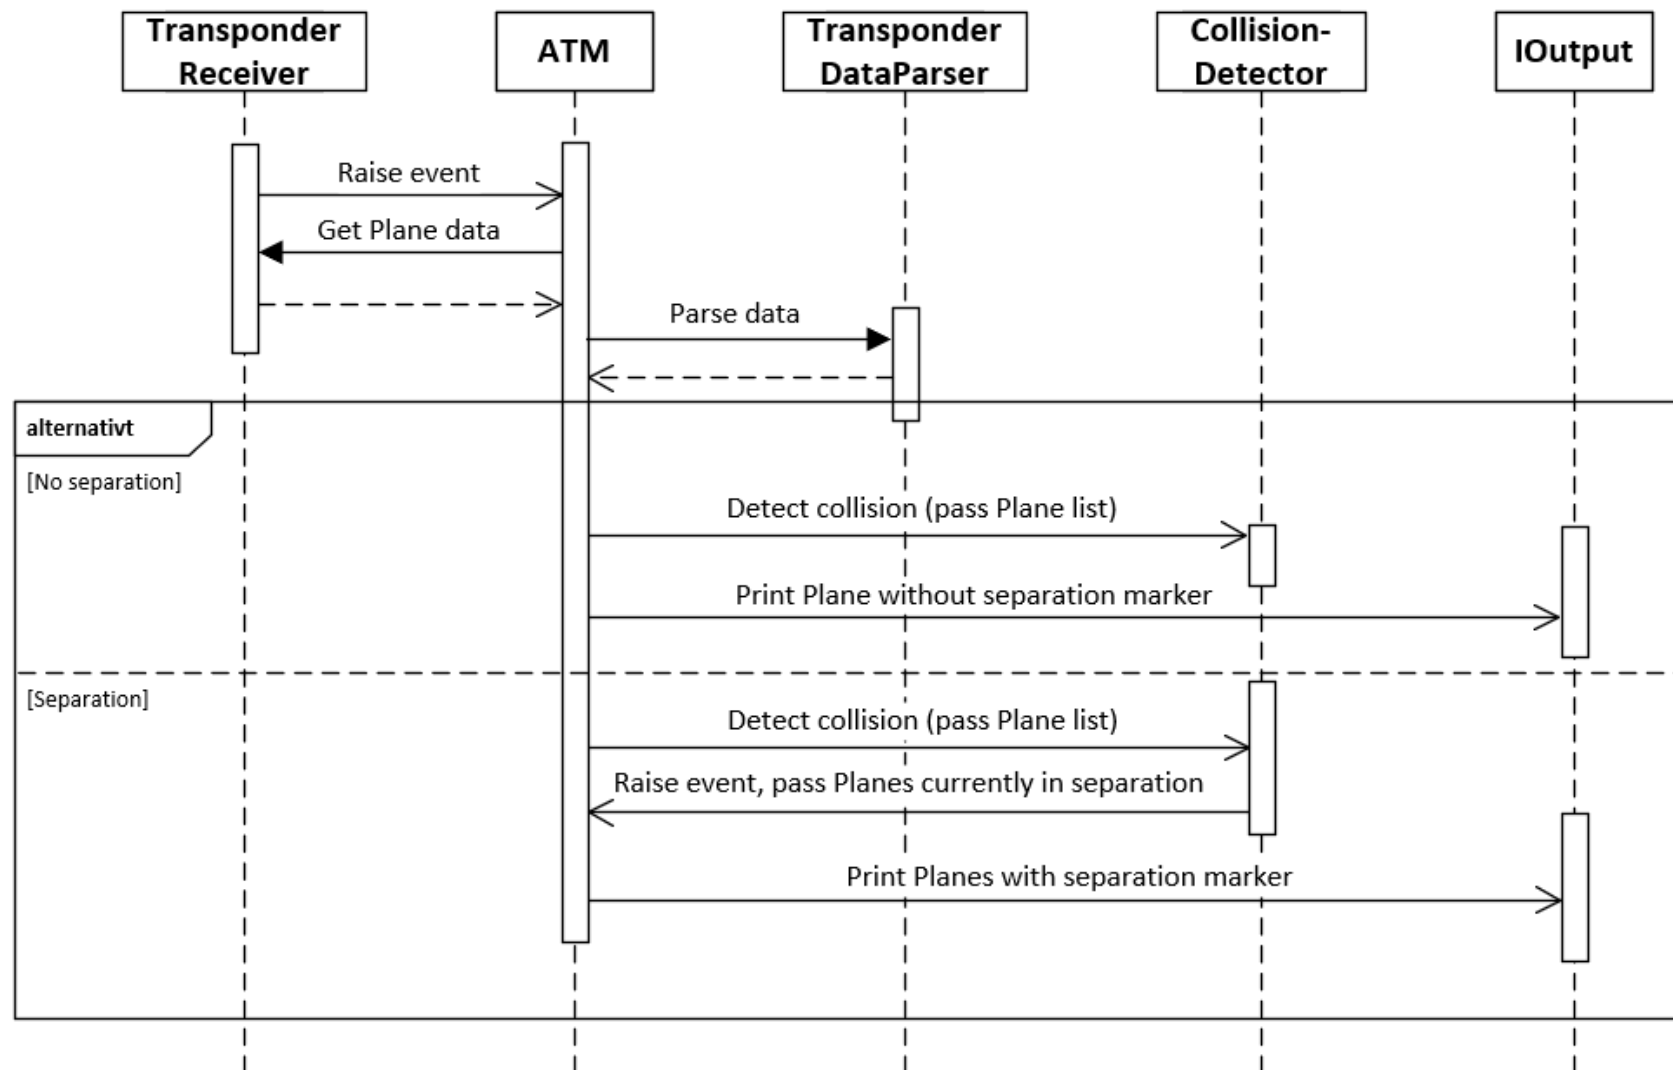 Transponder
Receiver
ATM
Transponder
DataParser
Collision-
Detector
IOutput
Raise event
Get Plane data
Parse data
alternativt
[No separation]
Detect collision (pass Plane list)
Print Plane without separation marker
[Separation]
Detect collision (pass Plane list)
Raise event, pass Planes currently in separation
Print Planes with separation marker